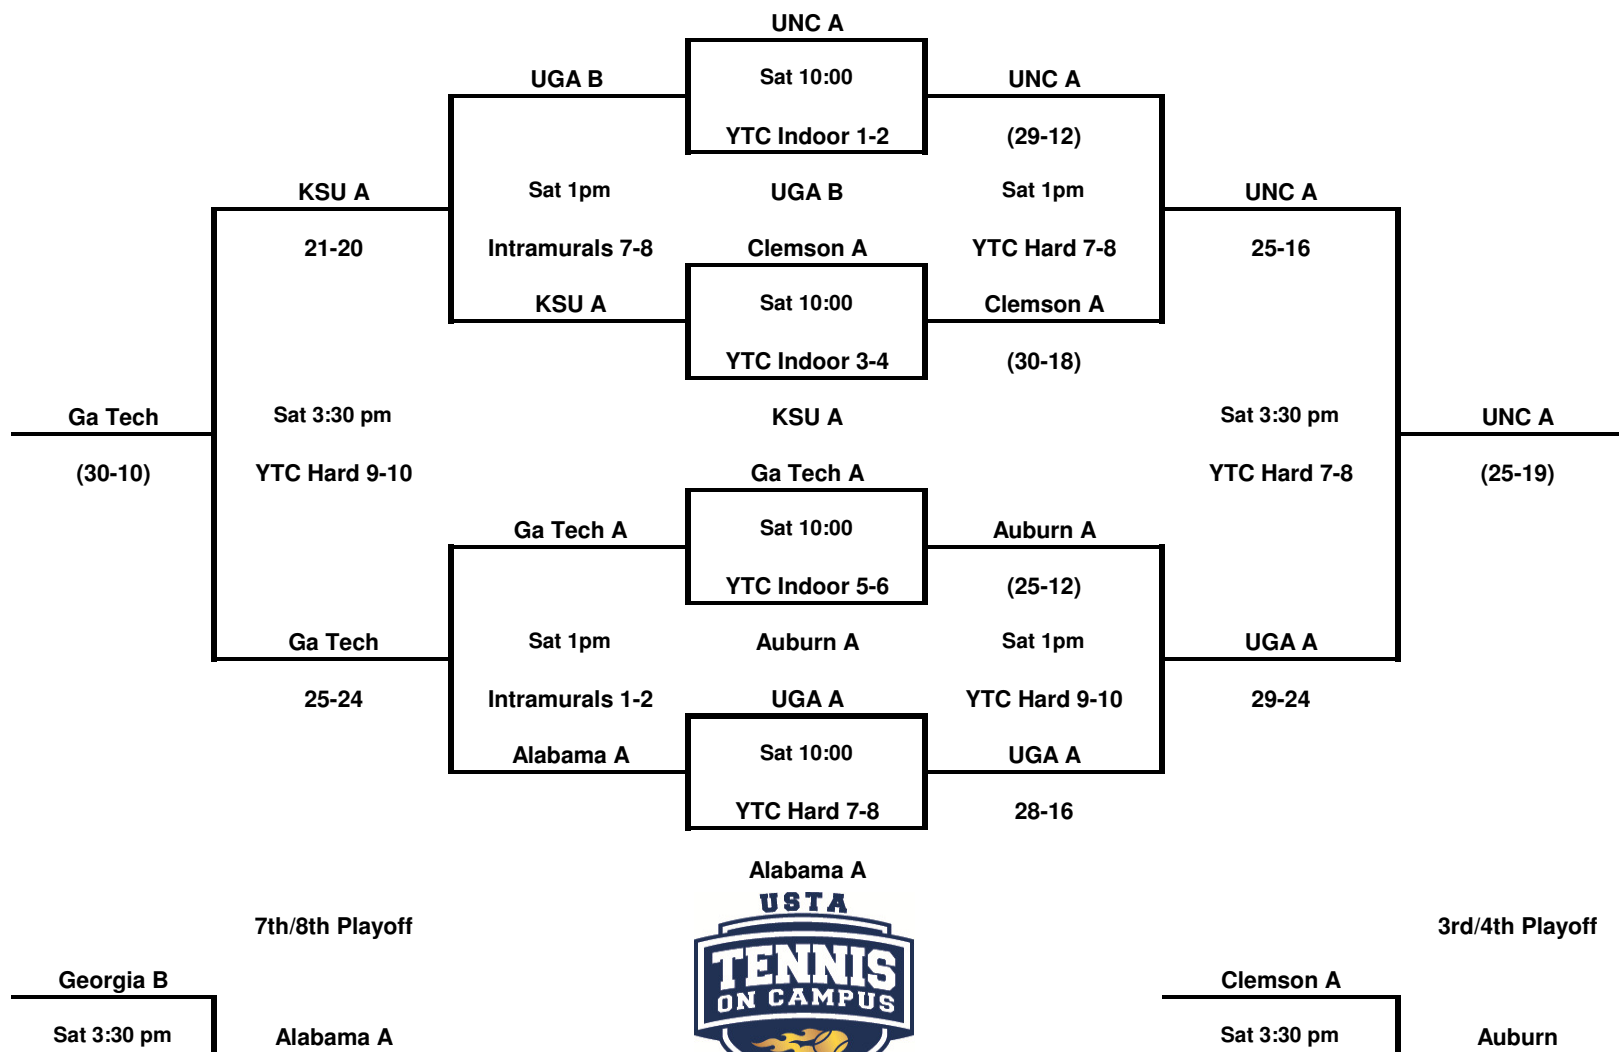 UNC A
UGA B
Sat 10:00
UNC A
YTC Indoor 1-2
(29-12)
KSU A
Sat 1pm
UGA B
Sat 1pm
UNC A
21-20
Intramurals 7-8
Clemson A
YTC Hard 7-8
25-16
KSU A
Sat 10:00
Clemson A
YTC Indoor 3-4
(30-18)
Ga Tech
Sat 3:30 pm
KSU A
Sat 3:30 pm
UNC A
(30-10)
YTC Hard 9-10
Ga Tech A
YTC Hard 7-8
(25-19)
Ga Tech A
Sat 10:00
Auburn A
YTC Indoor 5-6
(25-12)
Ga Tech
Sat 1pm
Auburn A
Sat 1pm
UGA A
25-24
Intramurals 1-2
UGA A
YTC Hard 9-10
29-24
Alabama A
Sat 10:00
UGA A
YTC Hard 7-8
28-16
Alabama A
USTA
TENNIS
ON CAMPUS
7th/8th Playoff
3rd/4th Playoff
Georgia B
Clemson A
Sat 3:30 pm
Alabama A
Sat 3:30 pm
Auburn